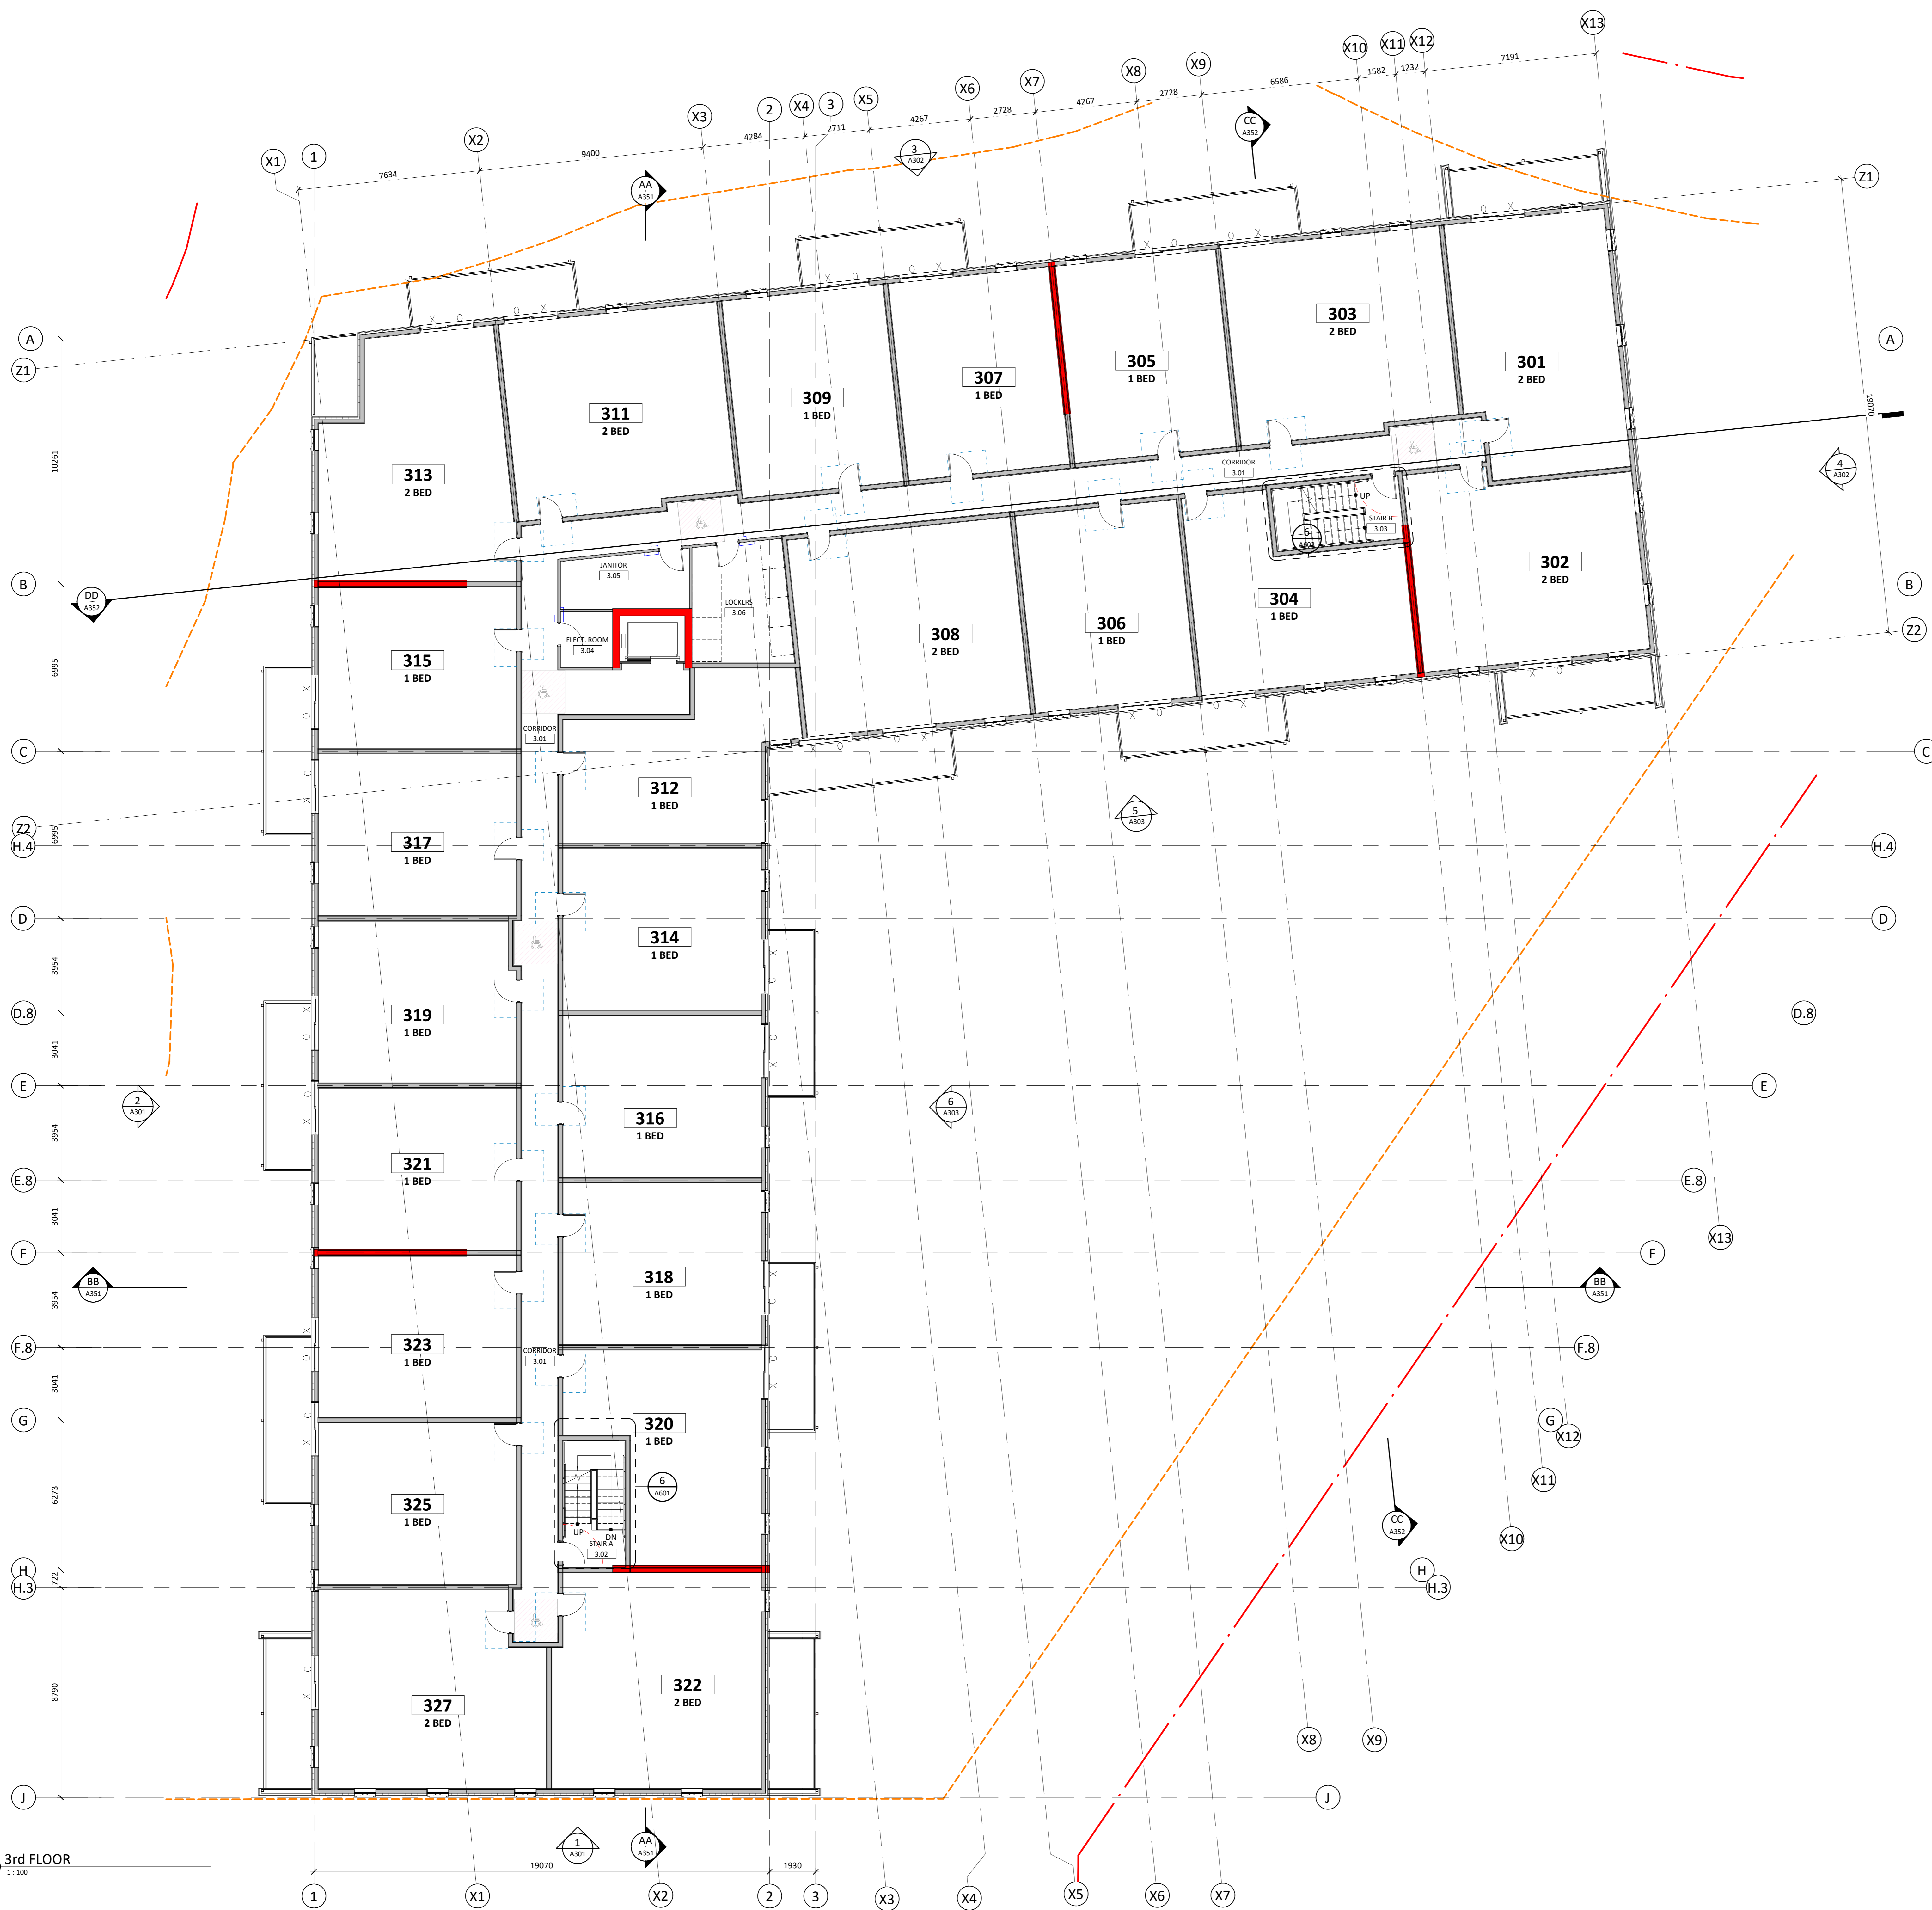 X13
X10
X11
X12
7191
1582
1232
X9
6586
X8
2728
X7
4267
X6
2728
X5
4267
3
2711
X4
2
4284
X3
9400
X2
7634
1
X1
CC
A352
3
A302
AA
A351
Z1
Z1
A
A
19070
X O
X O
O X
X O
O X
X O
O X
O X
303
2 BED
301
2 BED
305
1 BED
307
1 BED
309
1 BED
311
2 BED
313
2 BED
10261
4
A302
CORRIDOR
3.01
UP
STAIR B
3.03
6
A602
302
2 BED
304
1 BED
306
1 BED
308
2 BED
JANITOR
3.05
LOCKERS
3.06
ELECT. ROOM
3.04
B
B
DD
A352
Z2
315
1 BED
6995
CORRIDOR
3.01
C
C
312
1 BED
5
A303
Z2
6995
317
1 BED
H.4
H.4
D
D
314
1 BED
3954
319
1 BED
D.8
D.8
3041
E
E
2
A301
6
A303
316
1 BED
3954
321
1 BED
E.8
E.8
3041
X13
F
F
318
1 BED
BB
A351
BB
A351
3954
323
1 BED
CORRIDOR
3.01
F.8
F.8
3041
320
1 BED
G
G
X12
X11
6
A601
325
1 BED
6273
UP
DN
STAIR A
3.02
CC
A352
X10
H
H
722
H.3
H.3
322
2 BED
327
2 BED
8790
X8
X9
J
J
1
A301
AA
A351
3rd FLOOR
1 : 100
19070
1930
1
X1
X2
2
3
X3
X4
X5
X6
X7